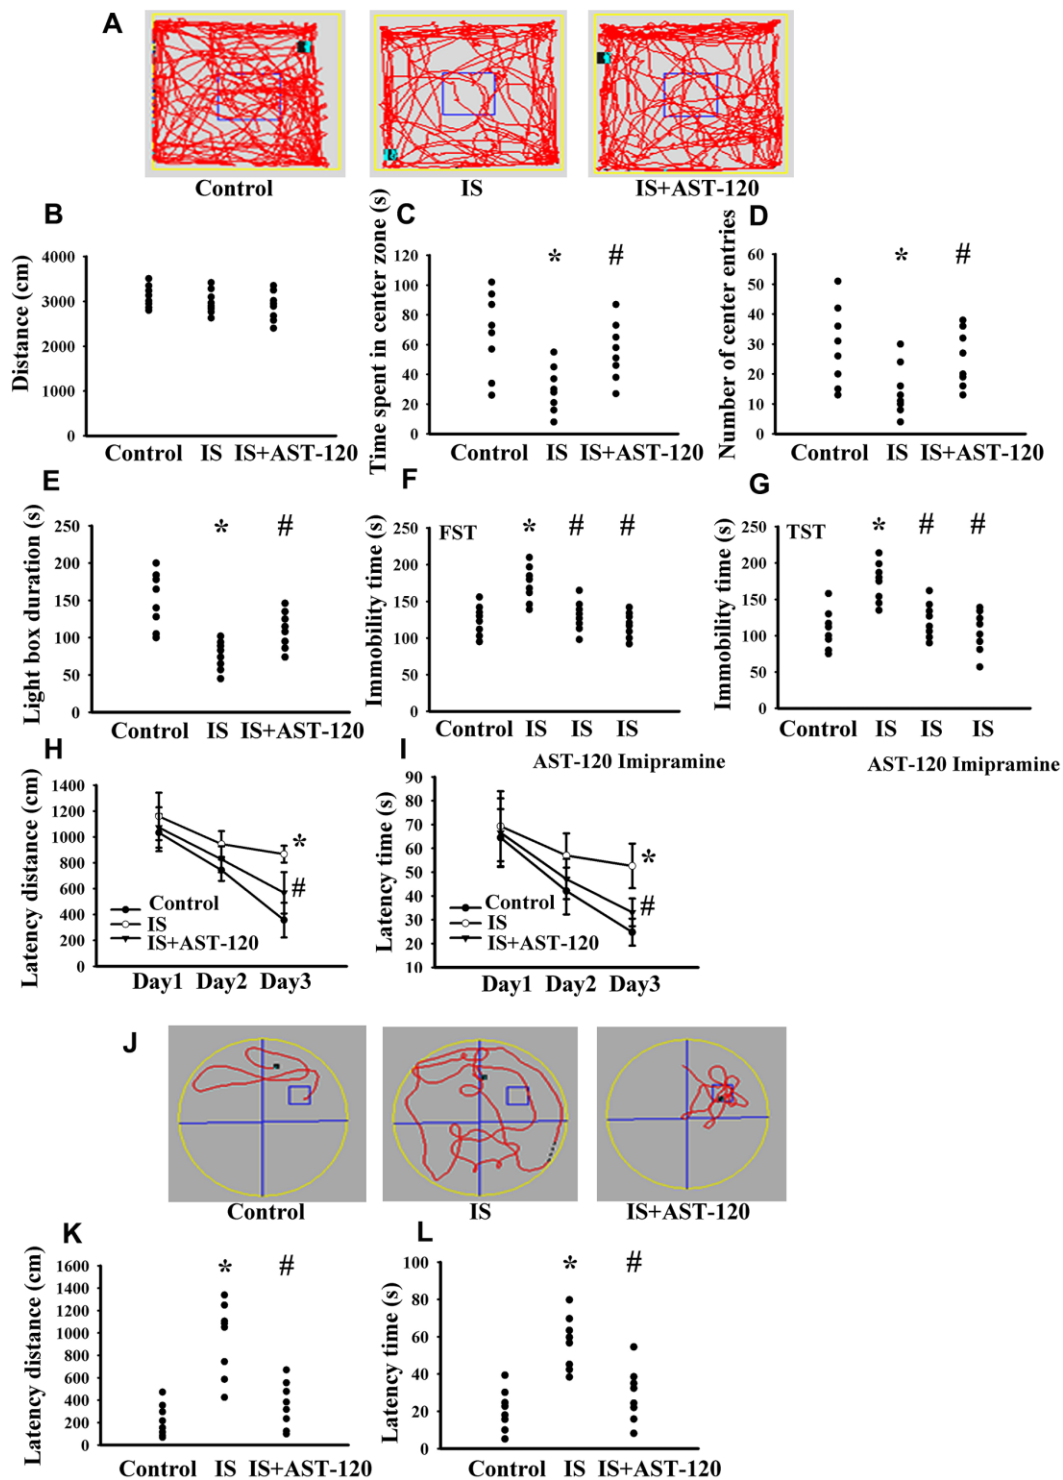 A
Control IS IS+AST-120
B
Distance (cm)
4000
3000
2000
1000
0
Control IS IS+AST-120
C
Time spent in center zone (s)
120
100
80
60
40
20
0
* #
Control IS IS+AST-120
D
Number of center entries
60
50
40
30
20
10
0
* #
Control IS IS+AST-120
E
Light box duration (s)
250
200
150
100
50
0
* #
Control IS IS+AST-120
F
Immobility time (s)
250
200
150
100
50
0
FST
* # #
Control IS IS IS
AST-120 Imipramine
G
Immobility time (s)
250
200
150
100
50
0
TST
* # #
Control IS IS IS
AST-120 Imipramine
H
Latency distance (cm)
1400
1200
1000
800
600
400
200
0
*
#
Control
IS
IS+AST-120
Day1 Day2 Day3
I
Latency time (s)
90
80
70
60
50
40
30
20
10
*
#
Control
IS
IS+AST-120
Day1 Day2 Day3
J
Control IS IS+AST-120
K
Latency distance (cm)
1600
1400
1200
1000
800
600
400
200
0
* #
Control IS IS+AST-120
L
Latency time (s)
100
80
60
40
20
0
* #
Control IS IS+AST-120